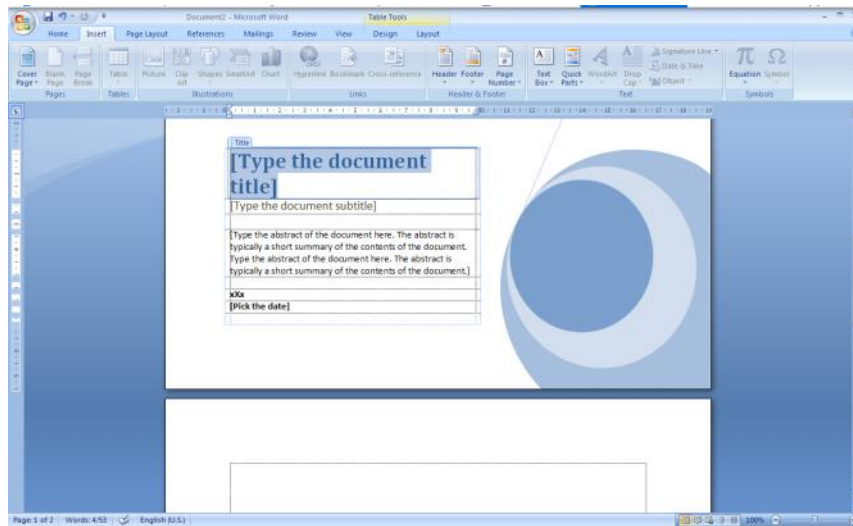 Document2 - Microsoft Word
Table Tools
Home Insert Page Layout References Mailings Review View Design Layout
Cover Page Blank Page Page Break Table Picture Clip Art Shapes SmartArt Chart Hyperlink Bookmark Cross-reference Header Footer Page Number Text Box Quick Parts WordArt Drop Cap Signature Line
Date & Time
Object
Equation Symbol
Pages Tables Illustrations Links Header & Footer Text Symbols
Title
[Type the document
title]
[Type the document subtitle]
[Type the abstract of the document here. The abstract is
typically a short summary of the contents of the document.
Type the abstract of the document here. The abstract is
typically a short summary of the contents of the document.]
xXx
[Pick the date]
Page: 1 of 2 Words: 4/53 English (U.S.) 100%